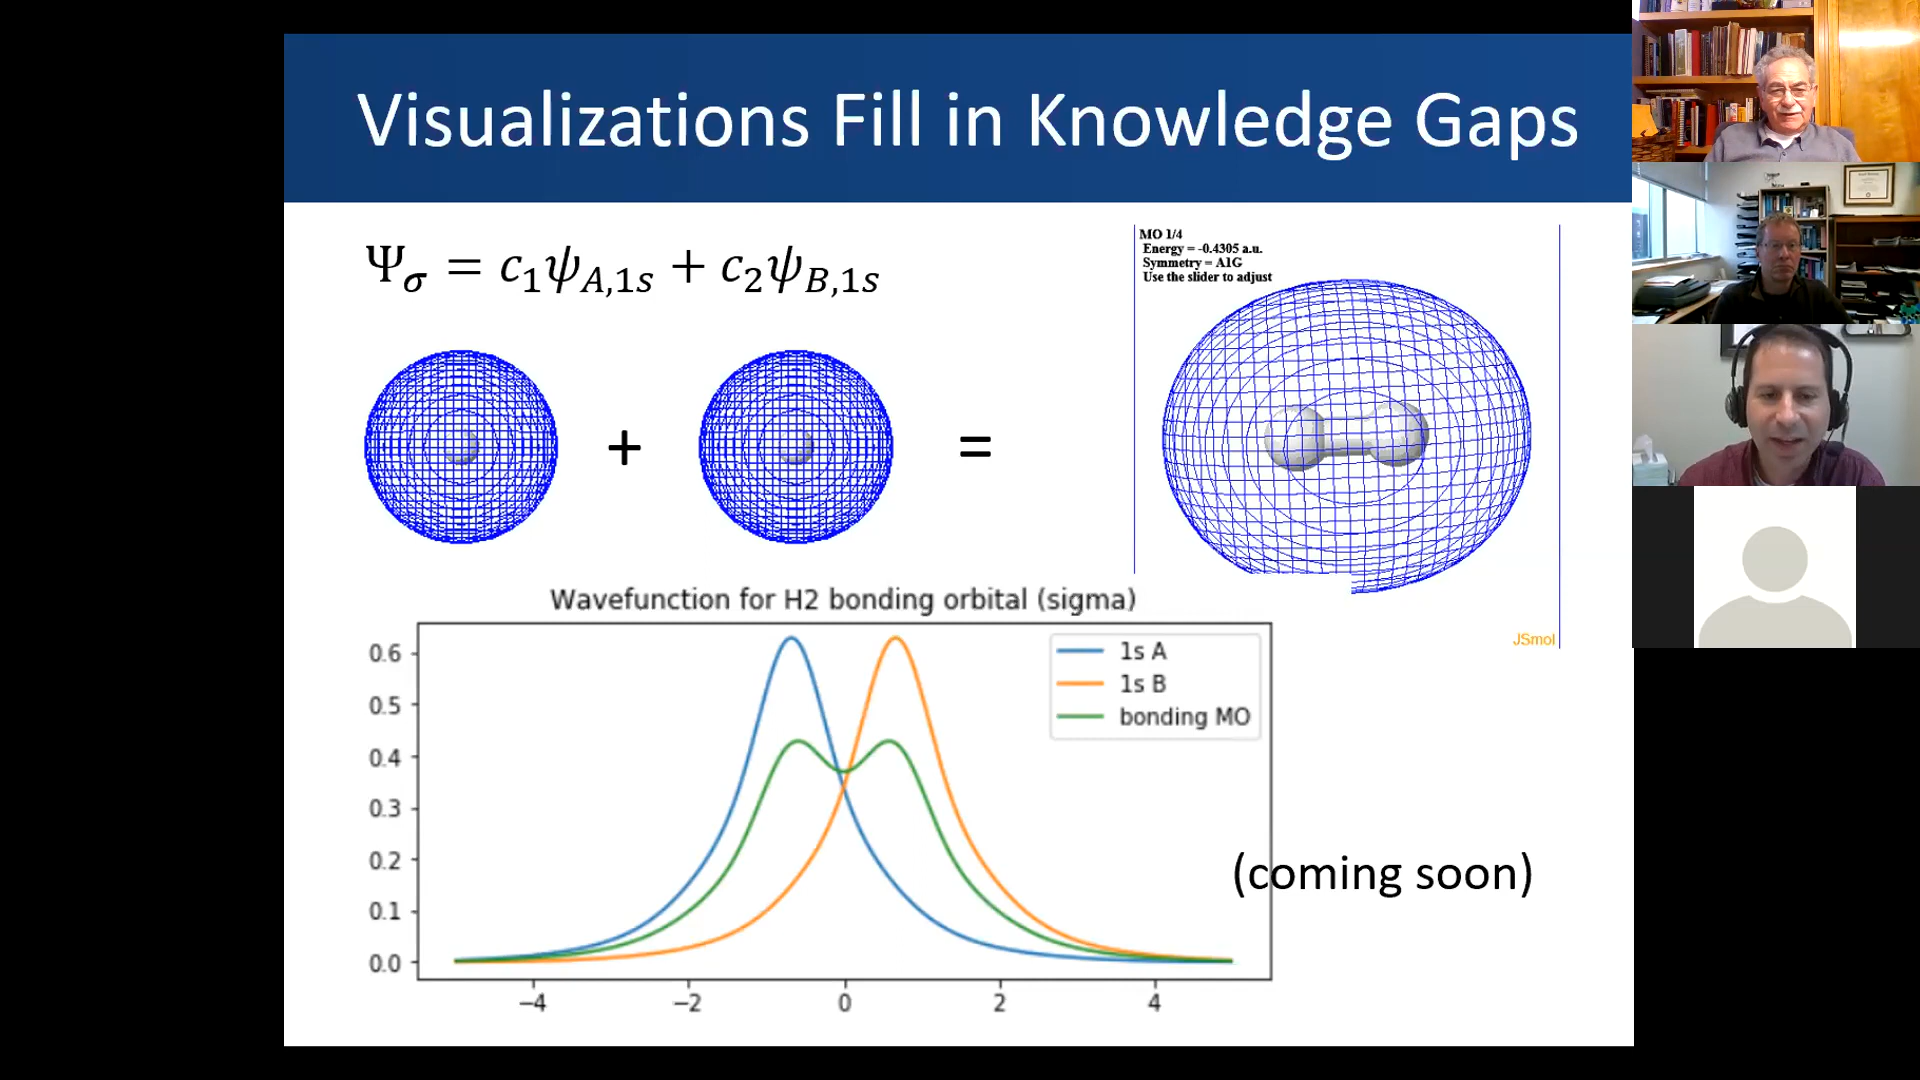 Visualizations Fill in Knowledge Gaps
Ψσ = c₁ψA,1s + c₂ψB,1s
MO 1/4
Energy = -0.4305 a.u.
Symmetry = A1G
Use the slider to adjust
+
=
JSmol
Wavefunction for H2 bonding orbital (sigma)
1s A
1s B
bonding MO
0.6
0.5
0.4
0.3
0.2
0.1
0.0
−4
−2
0
2
4
(coming soon)